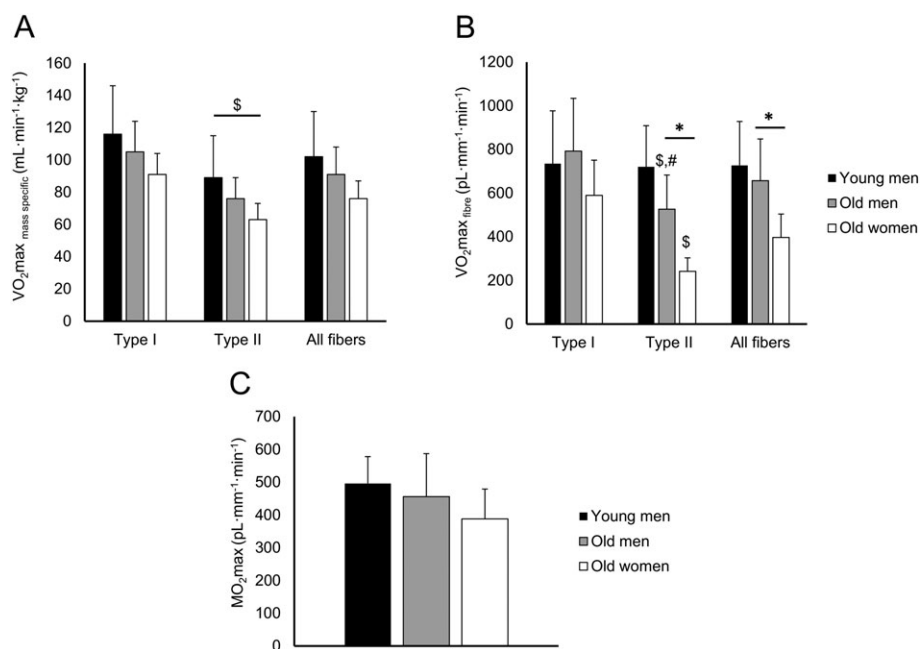 A
VO₂max mass specific (mL·min⁻¹·kg⁻¹)
160
140
120
100
80
60
40
20
0
$
Type I
Type II
All fibers
B
VO₂max fibre (pL·mm⁻¹·min⁻¹)
1200
1000
800
600
400
200
0
*
$,#
$
*
Type I
Type II
All fibers
Young men
Old men
Old women
C
MO₂max (pL·mm⁻¹·min⁻¹)
700
600
500
400
300
200
100
0
Young men
Old men
Old women